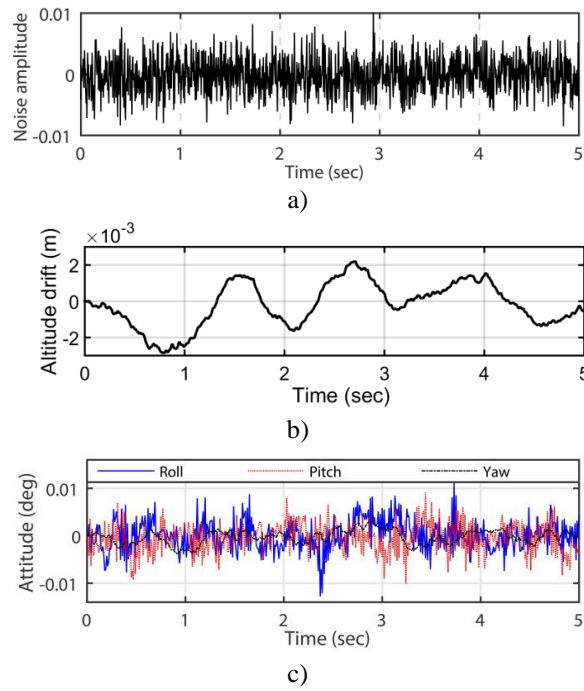 0.01
Noise amplitude
0
-0.01
0 1 2 3 4 5
Time (sec)
a)
×10⁻³
Altitude drift (m)
2
0
-2
0 1 2 3 4 5
Time (sec)
b)
Roll Pitch Yaw
Attitude (deg)
0.01
0
-0.01
0 1 2 3 4 5
Time (sec)
c)